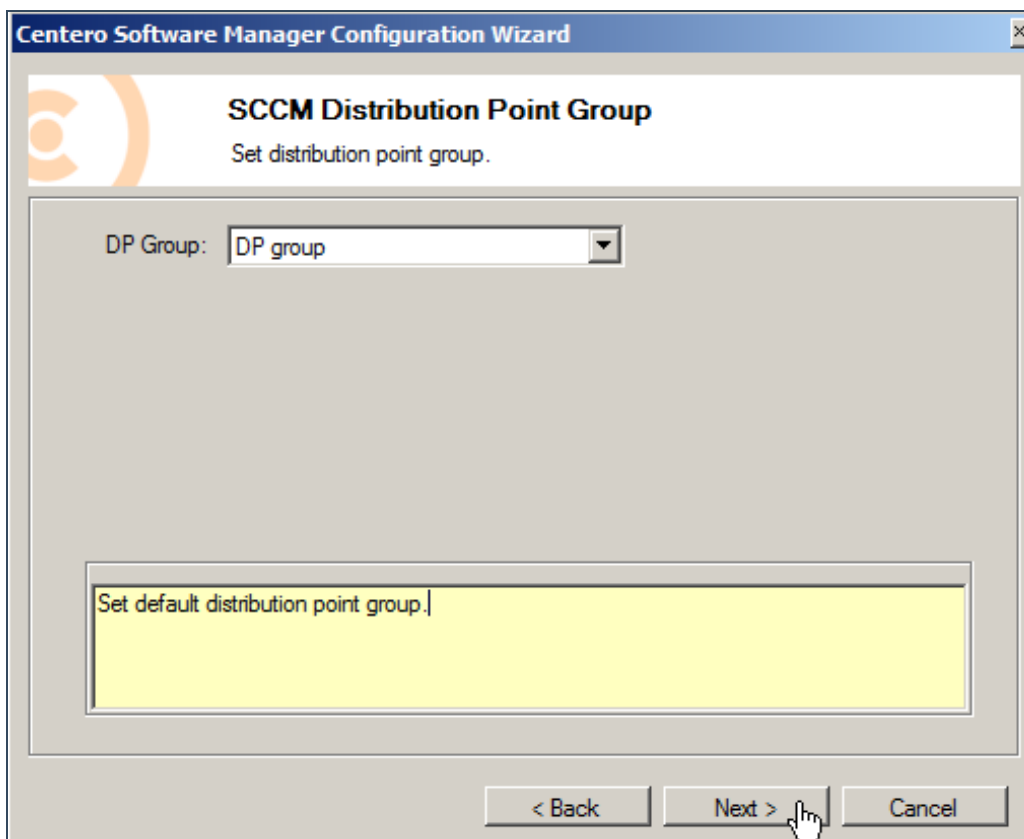 Centero Software Manager Configuration Wizard
SCCM Distribution Point Group
Set distribution point group.
DP Group: DP group
Set default distribution point group.
< Back Next > Cancel